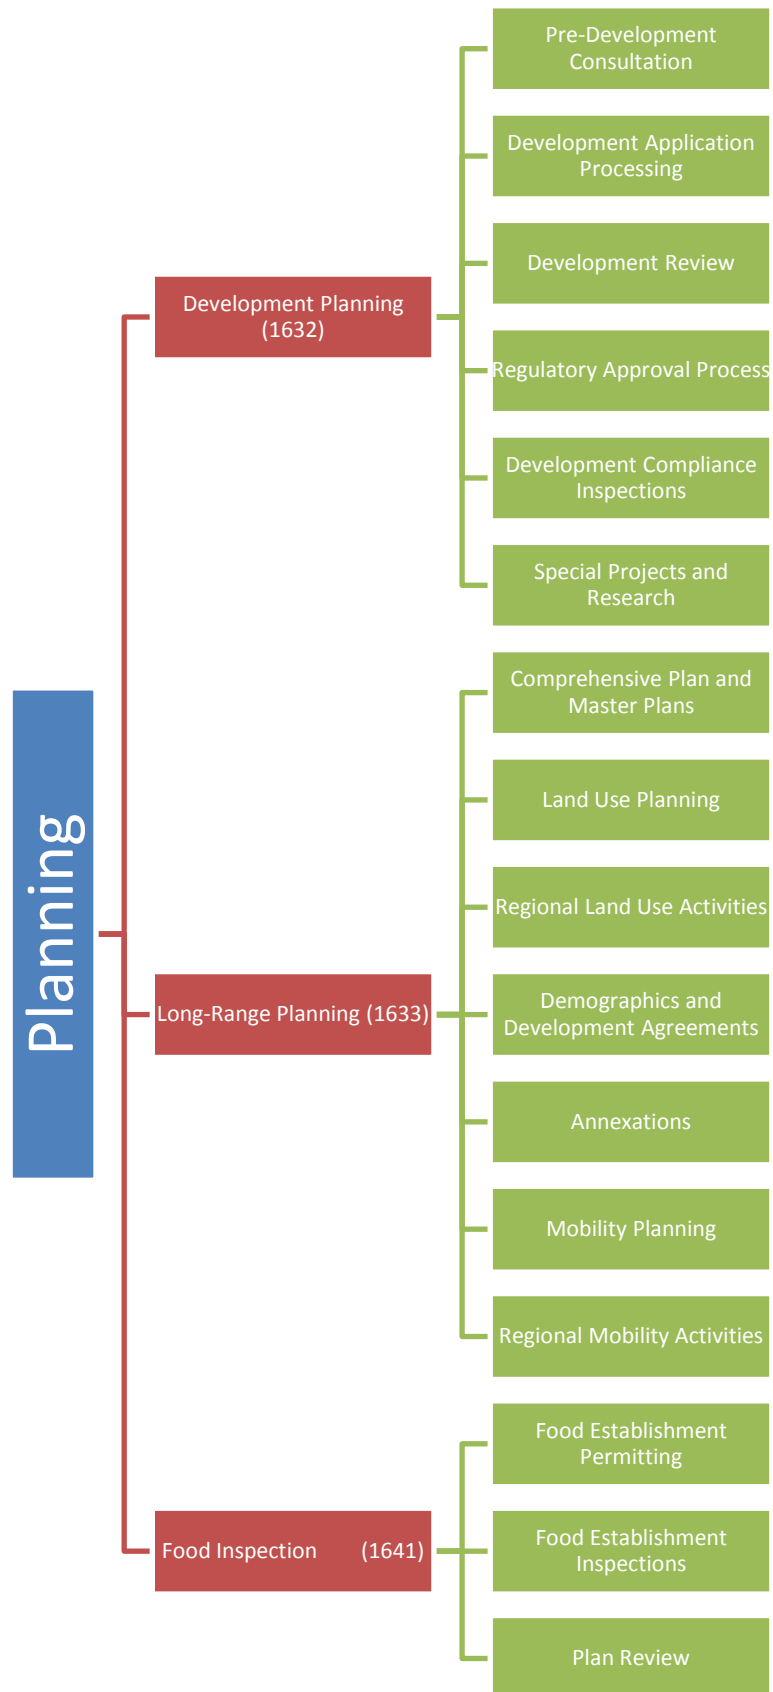 Planning
Development Planning
(1632)
Pre-Development
Consultation
Development Application
Processing
Development Review
Regulatory Approval Process
Development Compliance
Inspections
Special Projects and
Research
Long-Range Planning (1633)
Comprehensive Plan and
Master Plans
Land Use Planning
Regional Land Use Activities
Demographics and
Development Agreements
Annexations
Mobility Planning
Regional Mobility Activities
Food Inspection (1641)
Food Establishment
Permitting
Food Establishment
Inspections
Plan Review